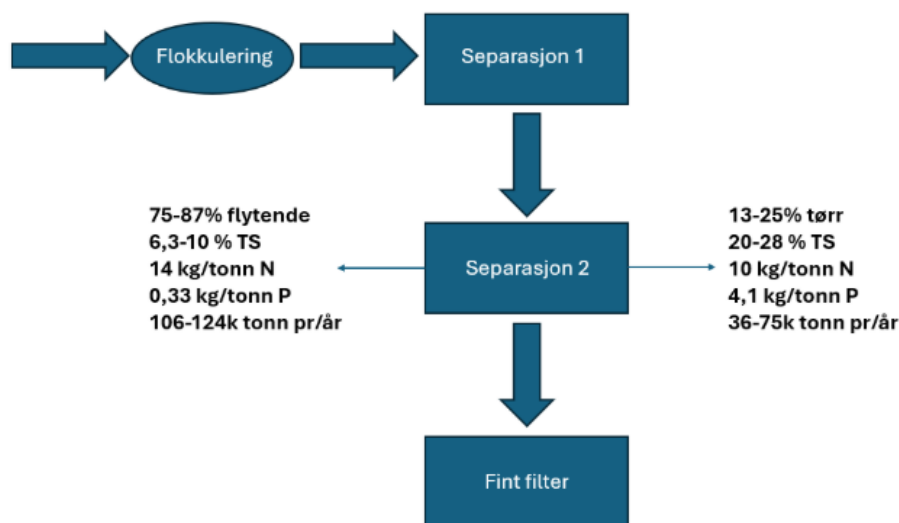 Flokkulering
Separasjon 1
75-87% flytende
6,3-10 % TS
14 kg/tonn N
0,33 kg/tonn P
106-124k tonn pr/år
Separasjon 2
13-25% tørr
20-28 % TS
10 kg/tonn N
4,1 kg/tonn P
36-75k tonn pr/år
Fint filter